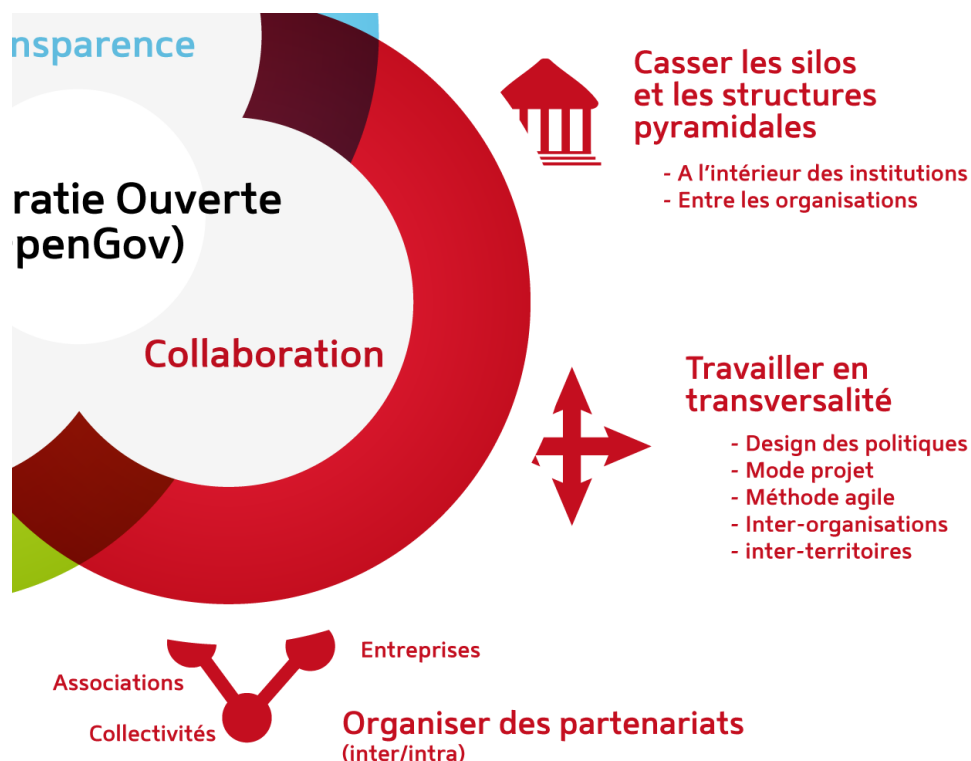 nsparence
Casser les silos
et les structures
pyramidales
- A l'intérieur des institutions
- Entre les organisations
ratie Ouverte
penGov)
Collaboration
Travailler en
transversalité
- Design des politiques
- Mode projet
- Méthode agile
- Inter-organisations
- inter-territoires
Entreprises
Associations
Collectivités
Organiser des partenariats
(inter/intra)